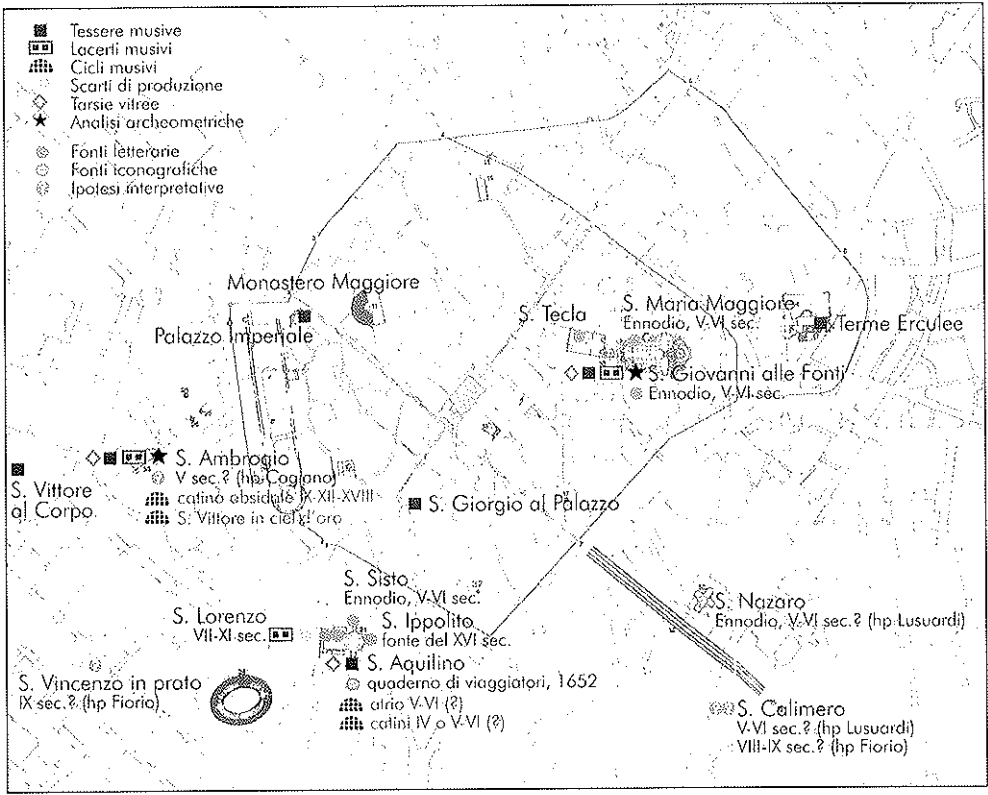 Tessere musive
Lacerti musivi
Cicli musivi
Scarti di produzione
Tarsie vitree
Analisi archeometriche
Fonti letterarie
Fonti iconografiche
Ipotesi interpretative
Monastero Maggiore
Palazzo Imperiale
S. Tecla
S. Maria Maggiore
Ennodio, V-VI sec.
Terme Erculee
S. Giovanni alle Fonti
Ennodio, V-VI sec.
S. Ambrogio
V sec.? (hp Cagiano)
catino absidale IX-XII-XVIII
S. Vittore in ciel d'oro
S. Vittore
al Corpo
S. Giorgio al Palazzo
S. Sisto
Ennodio, V-VI sec.
S. Lorenzo
VII-XI sec.
S. Ippolito
fonte del XVI sec.
S. Aquilino
quaderno di viaggiatori, 1652
atrio V-VI (?)
catini IV o V-VI (?)
S. Vincenzo in prato
IX sec.? (hp Fiorio)
S. Nazaro
Ennodio, V-VI sec.? (hp Lusuardi)
S. Calimero
V-VI sec.? (hp Lusuardi)
VIII-IX sec.? (hp Fiorio)